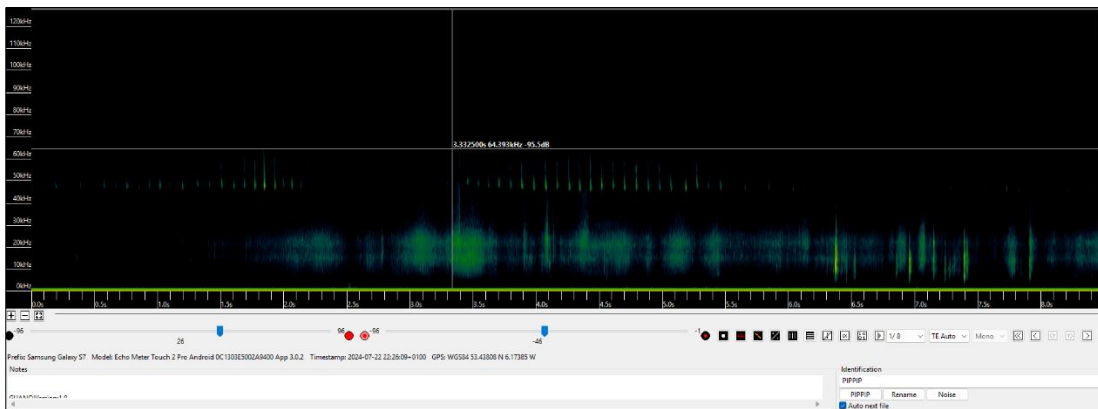 120kHz
110kHz
100kHz
90kHz
80kHz
70kHz
3.332500s 64.393kHz -95.5dB
60kHz
50kHz
40kHz
30kHz
20kHz
10kHz
0kHz
0.0s 0.5s 1.0s 1.5s 2.0s 2.5s 3.0s 3.5s 4.0s 4.5s 5.0s 5.5s 6.0s 6.5s 7.0s 7.5s 8.0s
-96 26 96 -96 -46 -1 1/8 TE Auto Mono
Prefix: Samsung Galaxy S7 Model: Echo Meter Touch 2 Pro Android 0C1303E5002A9400 App 3.0.2 Timestamp: 2024-07-22 22:26:09+0100 GPS: WGS84 53.43808 N 6.17385 W
Notes Identification
PIPPIP
PIPPIP Rename Noise
Auto next file